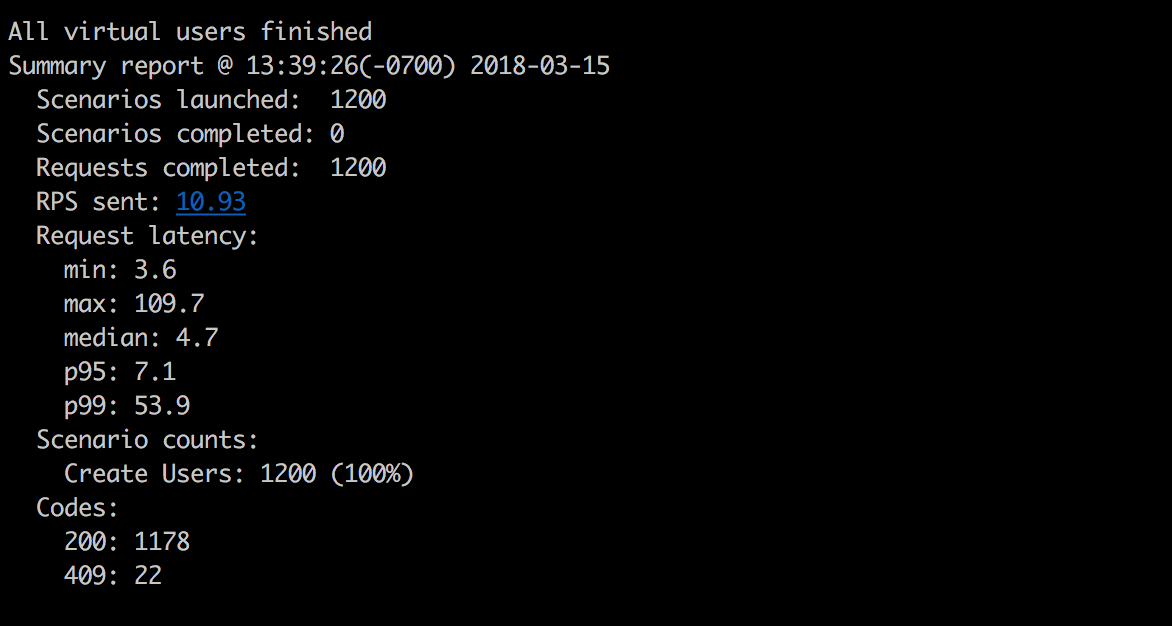 All virtual users finished
Summary report @ 13:39:26(-0700) 2018-03-15
Scenarios launched: 1200
Scenarios completed: 0
Requests completed: 1200
RPS sent: 10.93
Request latency:
min: 3.6
max: 109.7
median: 4.7
p95: 7.1
p99: 53.9
Scenario counts:
Create Users: 1200 (100%)
Codes:
200: 1178
409: 22